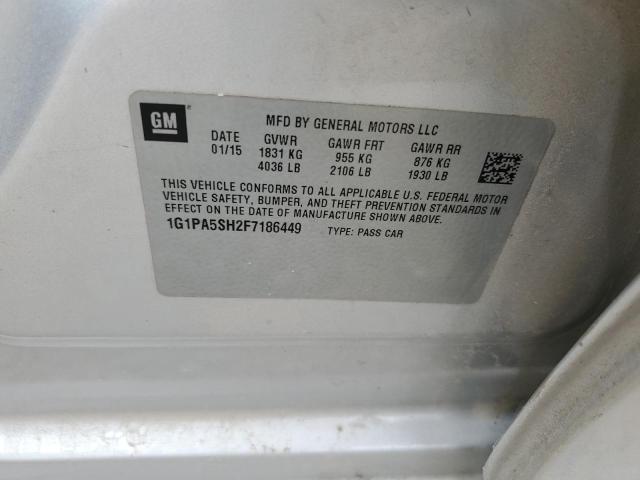 GM
MFD BY GENERAL MOTORS LLC
DATE GVWR GAWR FRT GAWR RR
01/15 1831 KG 955 KG 876 KG
4036 LB 2106 LB 1930 LB
THIS VEHICLE CONFORMS TO ALL APPLICABLE U.S. FEDERAL MOTOR
VEHICLE SAFETY, BUMPER, AND THEFT PREVENTION STANDARDS IN
EFFECT ON THE DATE OF MANUFACTURE SHOWN ABOVE.
1G1PA5SH2F7186449 TYPE: PASS CAR